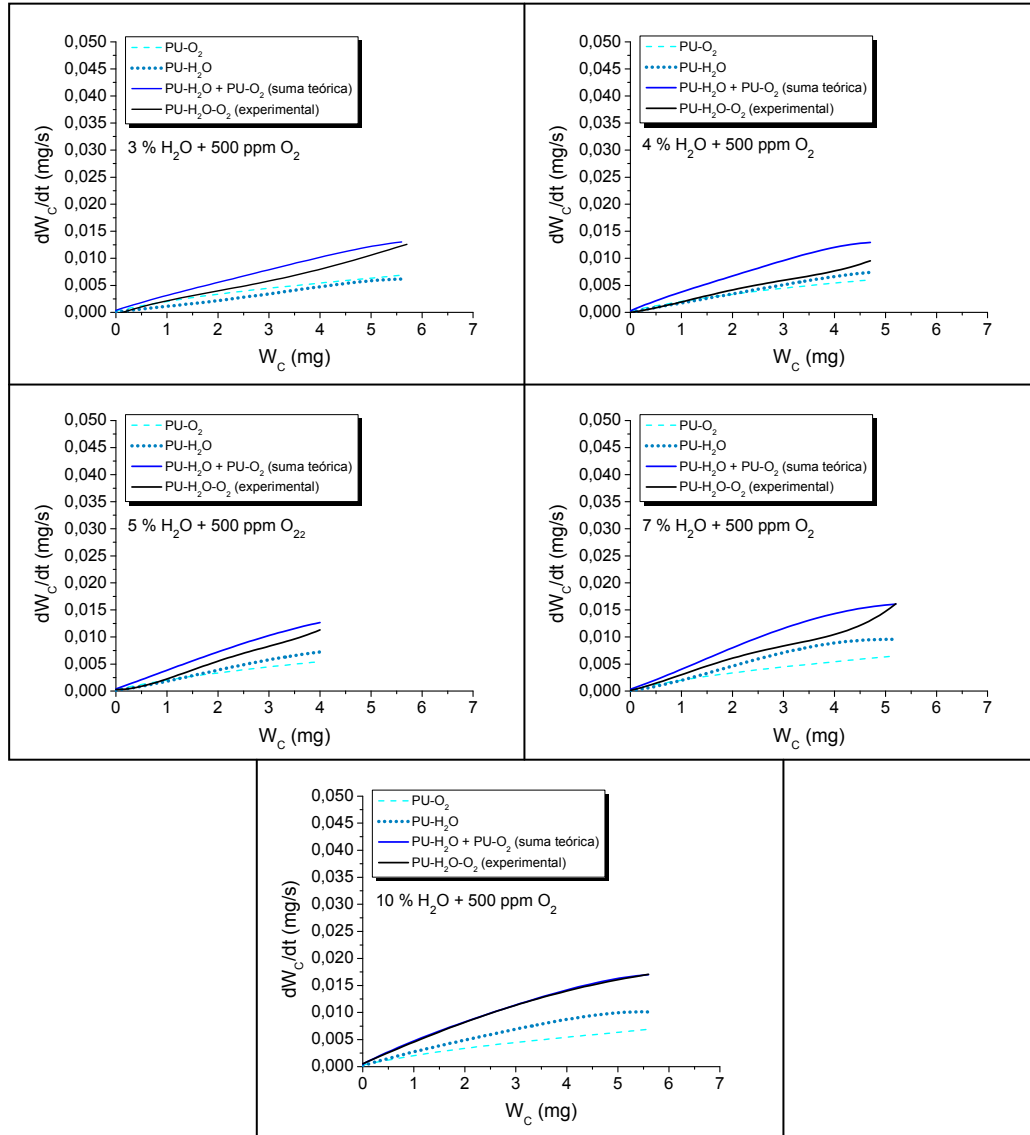 0,050
0,045
0,040
0,035
0,030
0,025
0,020
0,015
0,010
0,005
0,000
dW_C/dt (mg/s)
PU-O₂
PU-H₂O
PU-H₂O + PU-O₂ (suma teórica)
PU-H₂O-O₂ (experimental)
3 % H₂O + 500 ppm O₂
0 1 2 3 4 5 6 7
W_C (mg)
0,050
0,045
0,040
0,035
0,030
0,025
0,020
0,015
0,010
0,005
0,000
dW_C/dt (mg/s)
PU-O₂
PU-H₂O
PU-H₂O + PU-O₂ (suma teórica)
PU-H₂O-O₂ (experimental)
4 % H₂O + 500 ppm O₂
0 1 2 3 4 5 6 7
W_C (mg)
0,050
0,045
0,040
0,035
0,030
0,025
0,020
0,015
0,010
0,005
0,000
dW_C/dt (mg/s)
PU-O₂
PU-H₂O
PU-H₂O + PU-O₂ (suma teórica)
PU-H₂O-O₂ (experimental)
5 % H₂O + 500 ppm O₂₂
0 1 2 3 4 5 6 7
W_C (mg)
0,050
0,045
0,040
0,035
0,030
0,025
0,020
0,015
0,010
0,005
0,000
dW_C/dt (mg/s)
PU-O₂
PU-H₂O
PU-H₂O + PU-O₂ (suma teórica)
PU-H₂O-O₂ (experimental)
7 % H₂O + 500 ppm O₂
0 1 2 3 4 5 6 7
W_C (mg)
0,050
0,045
0,040
0,035
0,030
0,025
0,020
0,015
0,010
0,005
0,000
dW_C/dt (mg/s)
PU-O₂
PU-H₂O
PU-H₂O + PU-O₂ (suma teórica)
PU-H₂O-O₂ (experimental)
10 % H₂O + 500 ppm O₂
0 1 2 3 4 5 6 7
W_C (mg)